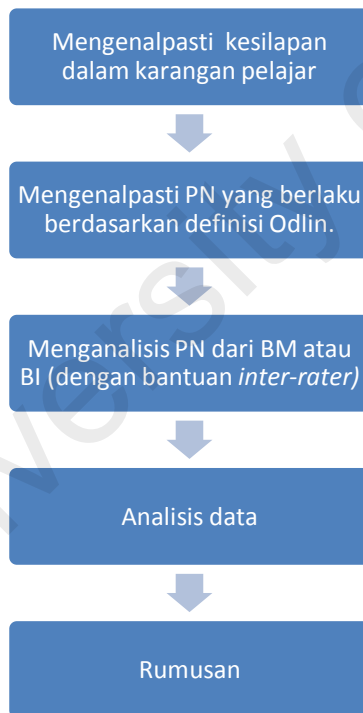 Mengenalpasti kesilapan
dalam karangan pelajar
Mengenalpasti PN yang berlaku
berdasarkan definisi Odlin.
Menganalisis PN dari BM atau
BI (dengan bantuan inter-rater)
Analisis data
Rumusan